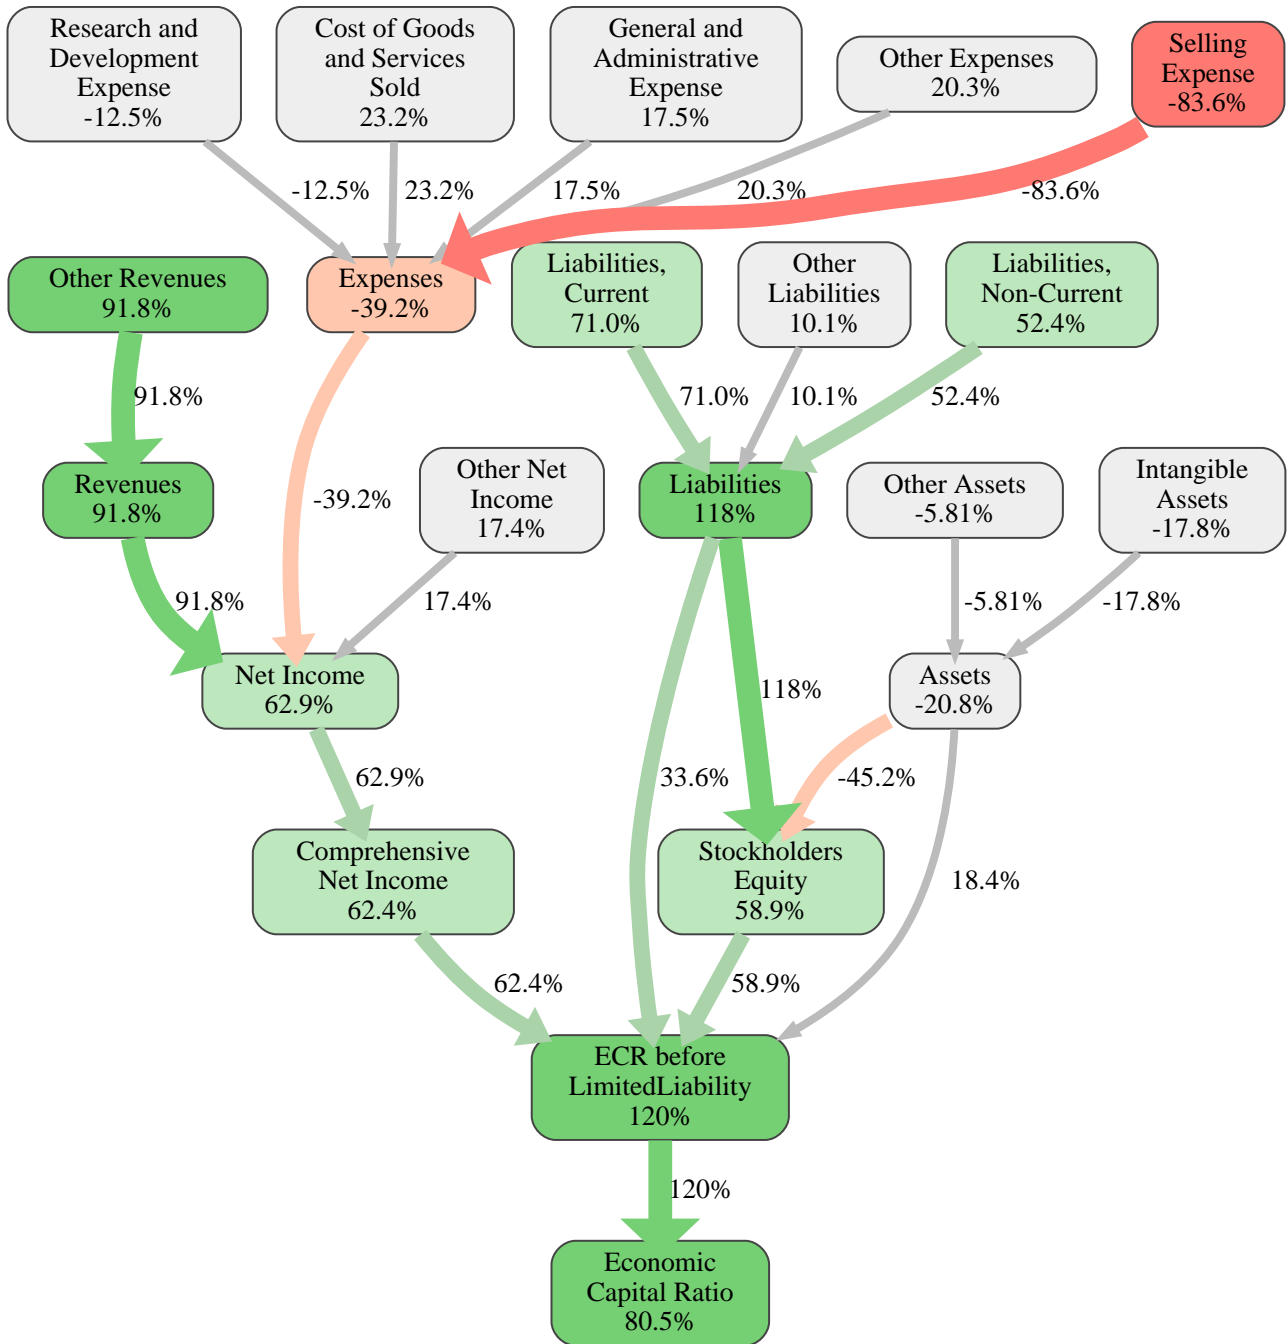 Research and
Development
Expense
-12.5%
Cost of Goods
and Services
Sold
23.2%
General and
Administrative
Expense
17.5%
Other Expenses
20.3%
Selling
Expense
-83.6%
-12.5%
23.2%
17.5%
20.3%
-83.6%
Other Revenues
91.8%
Expenses
-39.2%
Liabilities,
Current
71.0%
Other
Liabilities
10.1%
Liabilities,
Non-Current
52.4%
91.8%
71.0%
10.1%
52.4%
-39.2%
Revenues
91.8%
Other Net
Income
17.4%
Liabilities
118%
Other Assets
-5.81%
Intangible
Assets
-17.8%
91.8%
17.4%
-5.81%
-17.8%
118%
Net Income
62.9%
Assets
-20.8%
62.9%
33.6%
-45.2%
Comprehensive
Net Income
62.4%
Stockholders
Equity
58.9%
18.4%
62.4%
58.9%
ECR before
LimitedLiability
120%
120%
Economic
Capital Ratio
80.5%